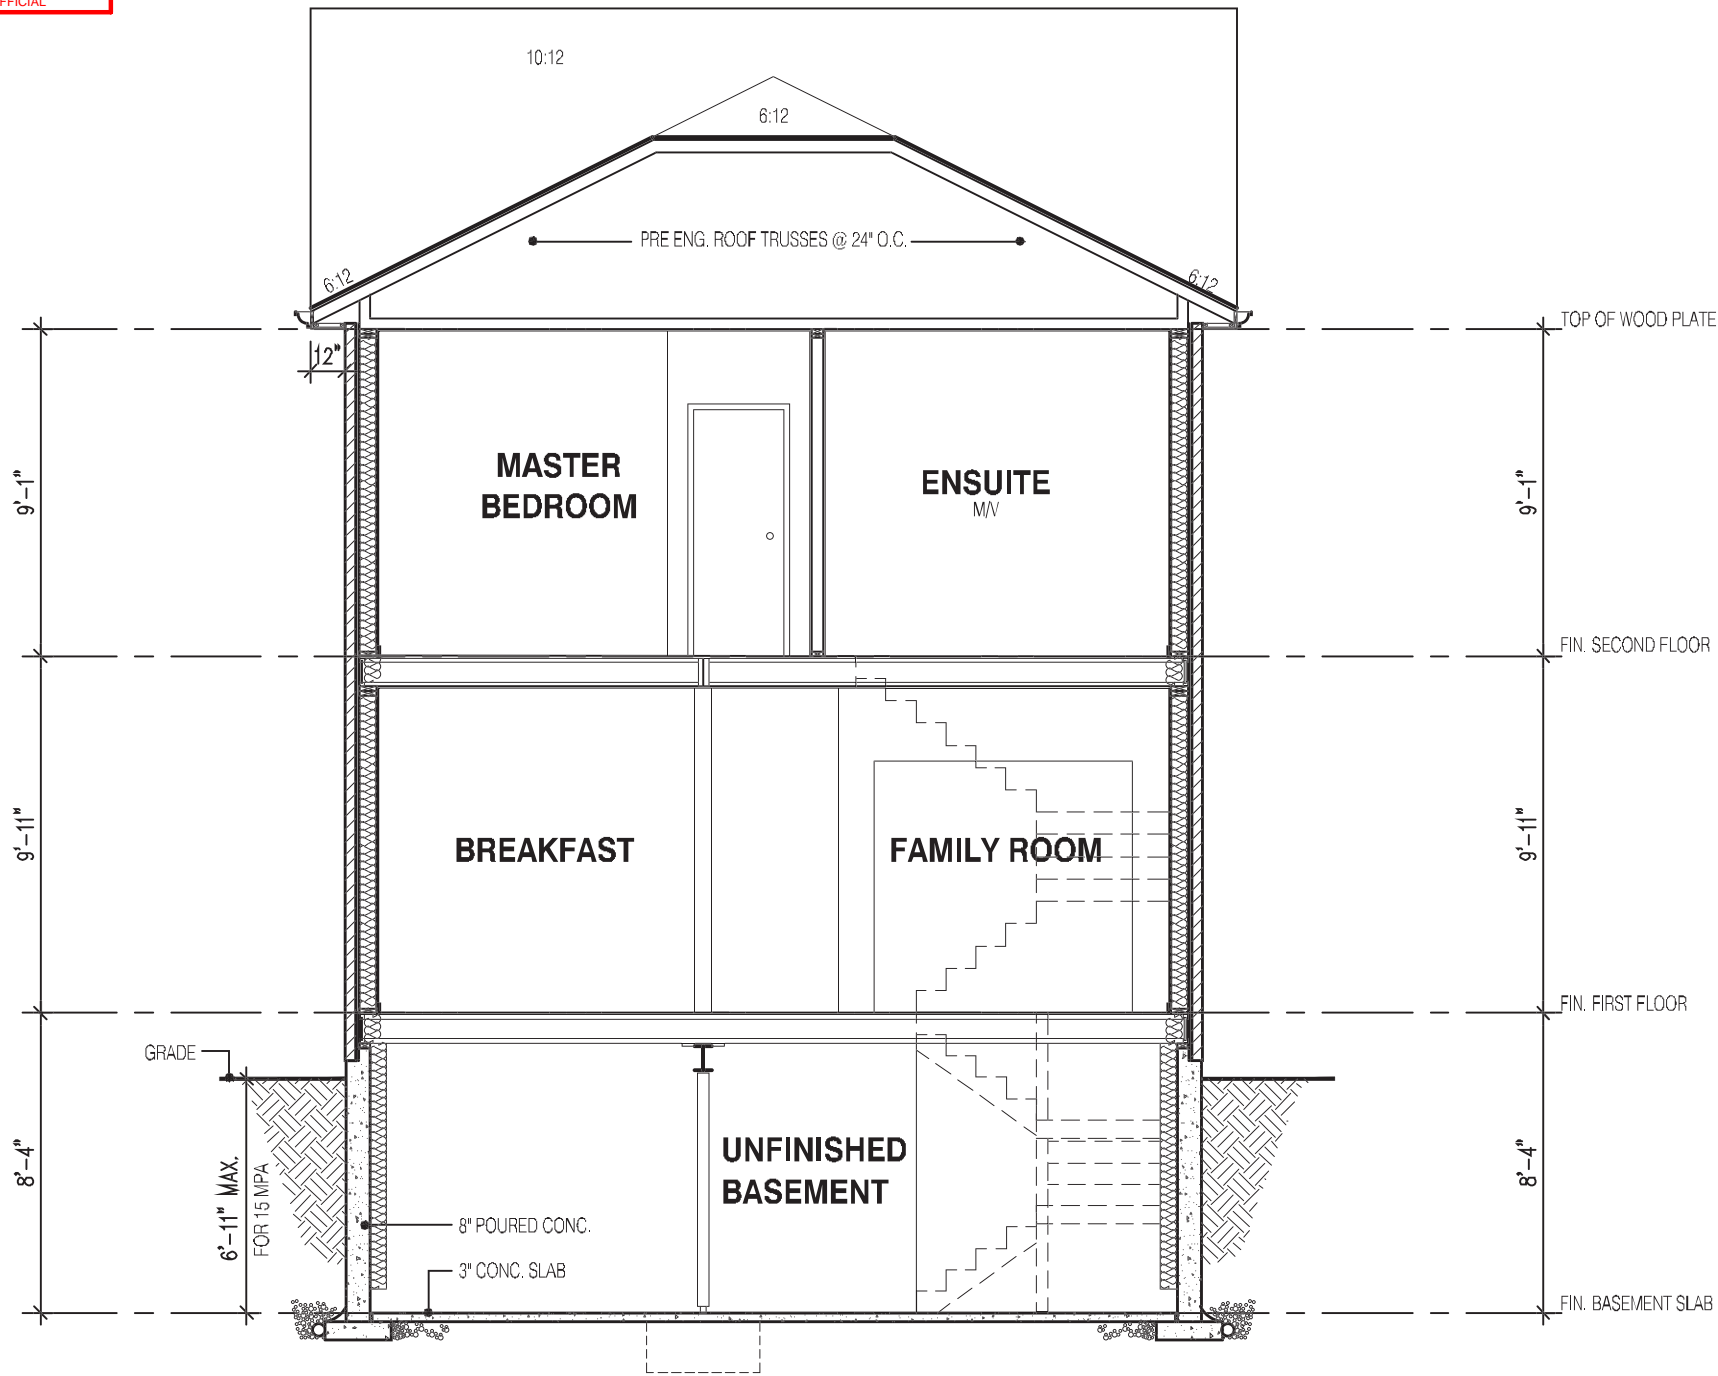 FFICIAL
10:12
6:12
PRE ENG. ROOF TRUSSES @ 24" O.C.
6:12
6:12
TOP OF WOOD PLATE
12"
9'-1"
MASTER
BEDROOM
ENSUITE
M/V
9'-1"
FIN. SECOND FLOOR
9'-11"
BREAKFAST
FAMILY ROOM
9'-11"
FIN. FIRST FLOOR
GRADE
8'-4"
6'-11" MAX.
FOR 15 MPA
UNFINISHED
BASEMENT
8" POURED CONC.
3" CONC. SLAB
8'-4"
FIN. BASEMENT SLAB